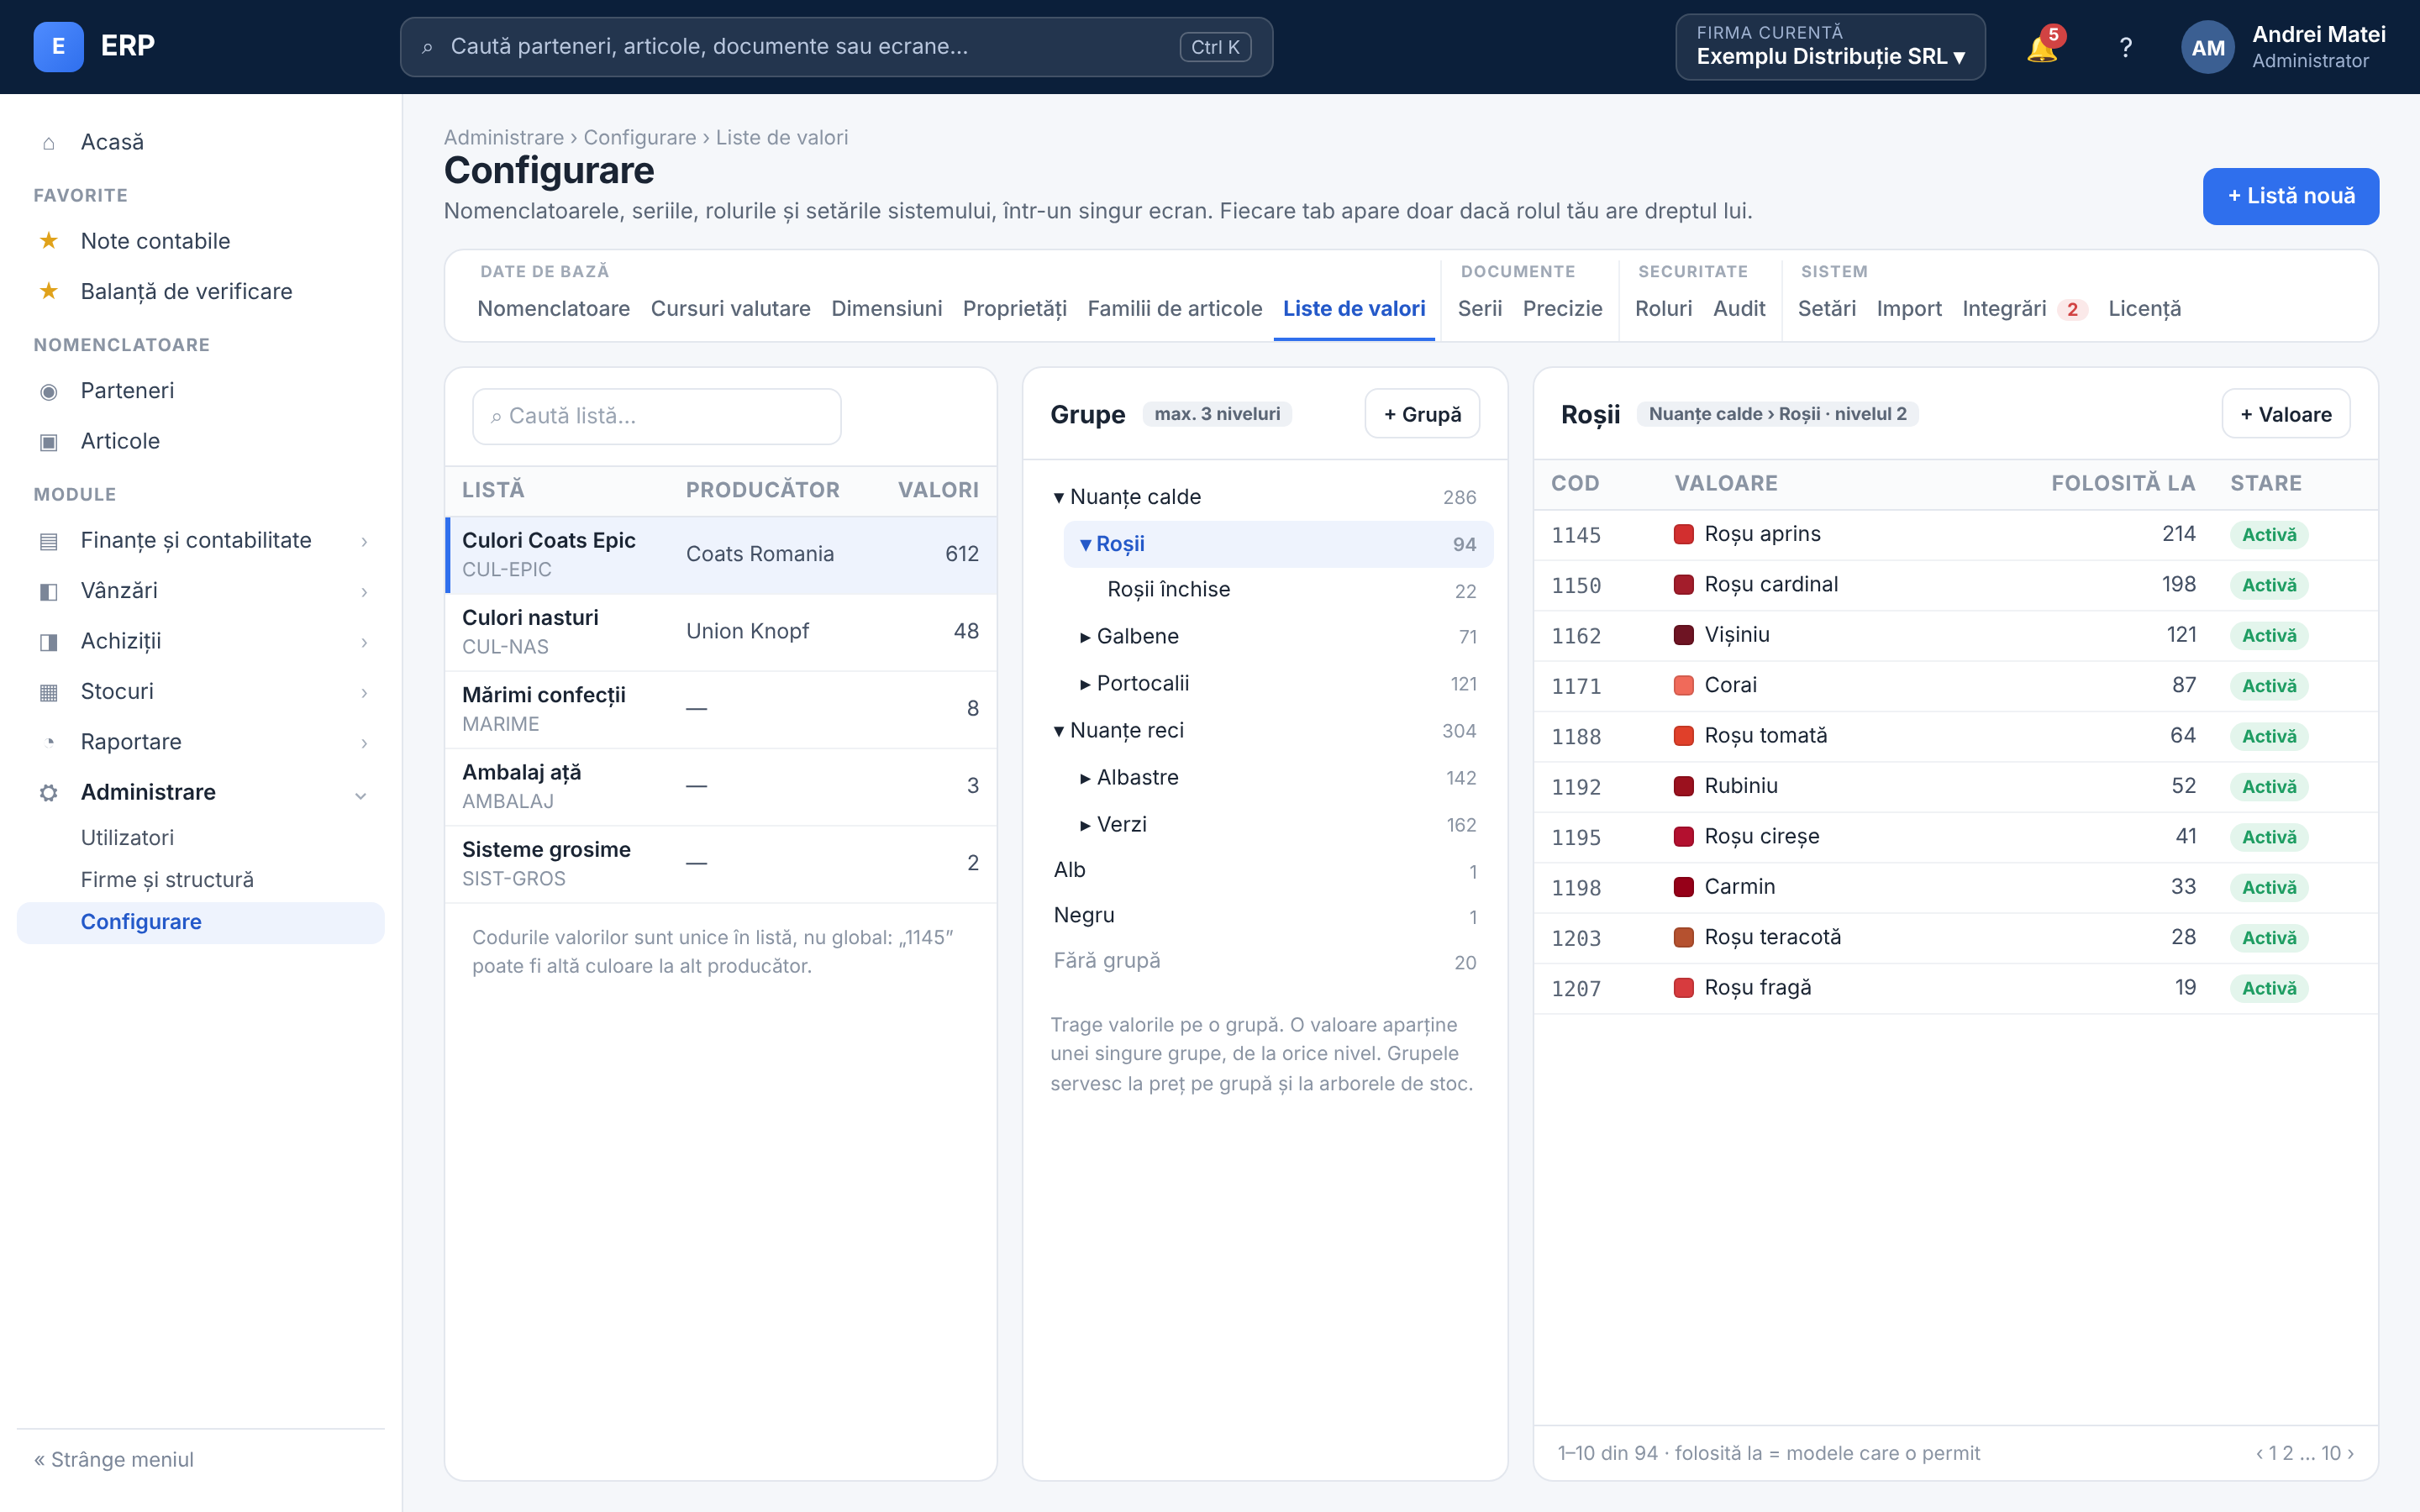 E ERP
Caută parteneri, articole, documente sau ecrane... Ctrl K
FIRMA CURENTĂ
Exemplu Distribuție SRL ▾
5
?
AM
Andrei Matei
Administrator
Acasă
FAVORITE
★ Note contabile
★ Balanță de verificare
NOMENCLATOARE
Parteneri
Articole
MODULE
Finanțe și contabilitate ›
Vânzări ›
Achiziții ›
Stocuri ›
Raportare ›
Administrare
Utilizatori
Firme și structură
Configurare
« Strânge meniul
Administrare › Configurare › Liste de valori
Configurare
Nomenclatoarele, seriile, rolurile și setările sistemului, într-un singur ecran. Fiecare tab apare doar dacă rolul tău are dreptul lui.
+ Listă nouă
DATE DE BAZĂ
Nomenclatoare Cursuri valutare Dimensiuni Proprietăți Familii de articole Liste de valori
DOCUMENTE
Serii Precizie
SECURITATE
Roluri Audit
SISTEM
Setări Import Integrări 2 Licență
Caută listă...
LISTĂ PRODUCĂTOR VALORI
Culori Coats Epic
CUL-EPIC
Coats Romania 612
Culori nasturi
CUL-NAS
Union Knopf 48
Mărimi confecții
MARIME
— 8
Ambalaj ață
AMBALAJ
— 3
Sisteme grosime
SIST-GROS
— 2
Codurile valorilor sunt unice în listă, nu global: „1145”
poate fi altă culoare la alt producător.
Grupe max. 3 niveluri + Grupă
▾ Nuanțe calde 286
▾ Roșii 94
Roșii închise 22
▸ Galbene 71
▸ Portocalii 121
▾ Nuanțe reci 304
▸ Albastre 142
▸ Verzi 162
Alb 1
Negru 1
Fără grupă 20
Trage valorile pe o grupă. O valoare aparține
unei singure grupe, de la orice nivel. Grupele
servesc la preț pe grupă și la arborele de stoc.
Roșii Nuanțe calde › Roșii · nivelul 2 + Valoare
COD VALOARE FOLOSITĂ LA STARE
1145 Roșu aprins 214 Activă
1150 Roșu cardinal 198 Activă
1162 Vișiniu 121 Activă
1171 Corai 87 Activă
1188 Roșu tomată 64 Activă
1192 Rubiniu 52 Activă
1195 Roșu cireșe 41 Activă
1198 Carmin 33 Activă
1203 Roșu teracotă 28 Activă
1207 Roșu fragă 19 Activă
1–10 din 94 · folosită la = modele care o permit ‹ 1 2 ... 10 ›